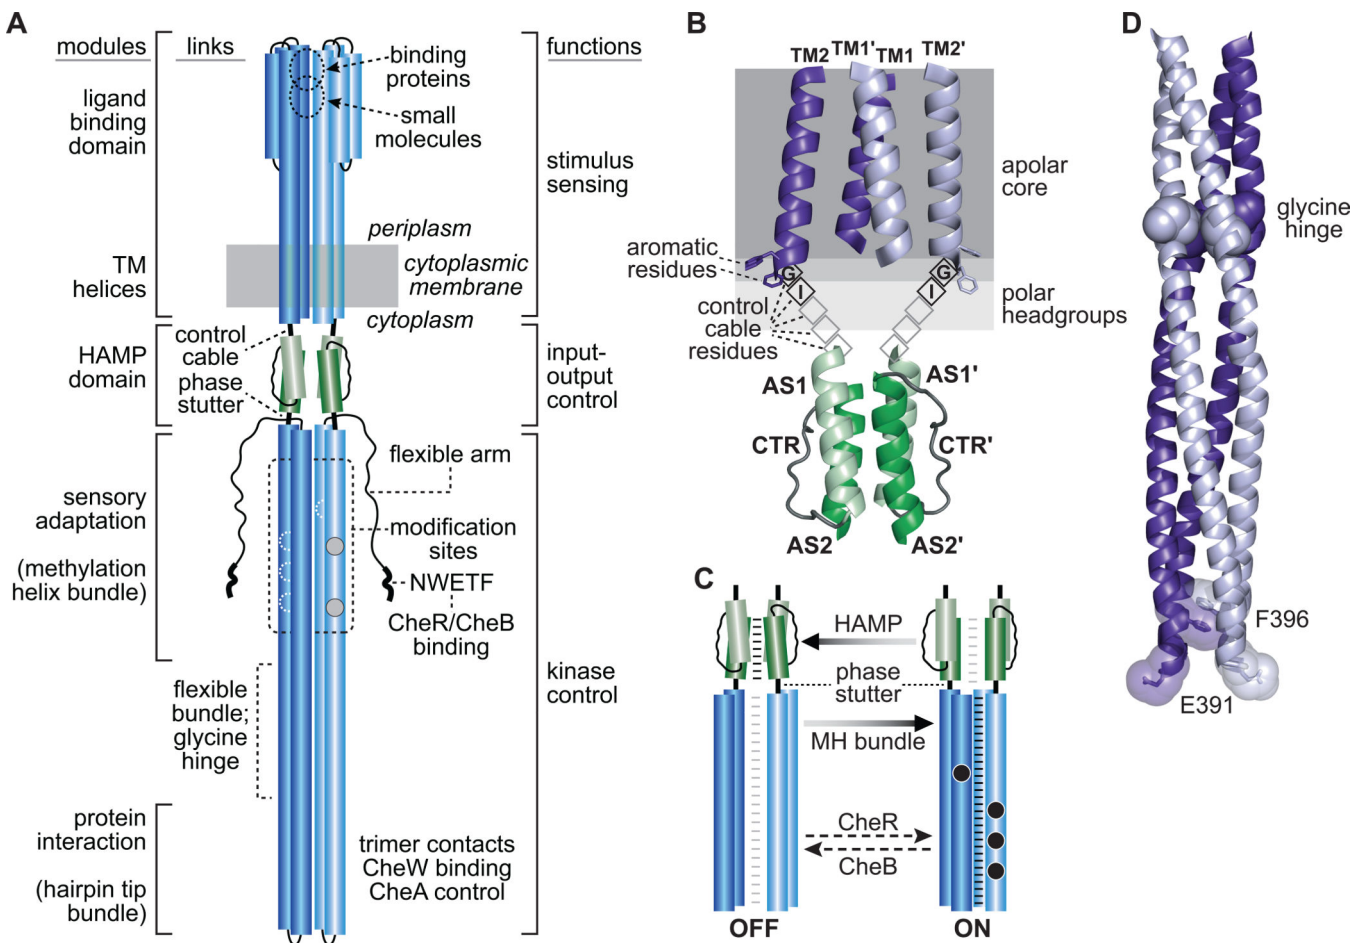 A
modules
links
functions
ligand
binding
domain
binding
proteins
small
molecules
stimulus
sensing
periplasm
TM
helices
cytoplasmic
membrane
cytoplasm
control
cable
HAMP
domain
phase
stutter
input-
output
control
flexible arm
sensory
adaptation
modification
sites
(methylation
helix bundle)
NWETF
CheR/CheB
binding
kinase
control
flexible
bundle;
glycine
hinge
protein
interaction
(hairpin tip
bundle)
trimer contacts
CheW binding
CheA control
B
TM2 TM1' TM1 TM2'
apolar
core
aromatic
residues
G
I
G
I
control
cable
residues
polar
headgroups
AS1
AS1'
CTR
CTR'
AS2
AS2'
C
HAMP
phase
stutter
MH bundle
CheR
CheB
OFF
ON
D
glycine
hinge
F396
E391